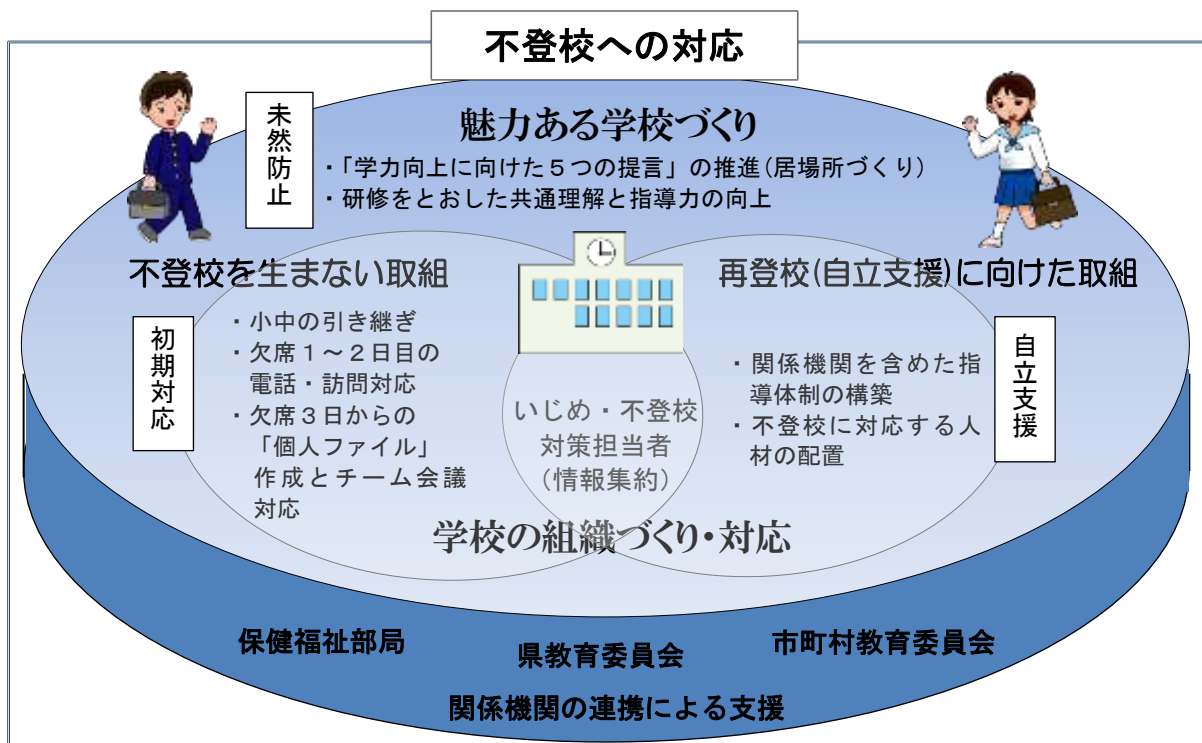 不登校への対応
未然防止
魅力ある学校づくり
・「学力向上に向けた５つの提言」の推進(居場所づくり)
・研修をとおした共通理解と指導力の向上
不登校を生まない取組
再登校(自立支援)に向けた取組
初期対応
・小中の引き継ぎ
・欠席１～２日目の
電話・訪問対応
・欠席３日からの
「個人ファイル」
作成とチーム会議
対応
いじめ・不登校
対策担当者
(情報集約)
・関係機関を含めた指
導体制の構築
・不登校に対応する人
材の配置
自立支援
学校の組織づくり・対応
保健福祉部局
県教育委員会
市町村教育委員会
関係機関の連携による支援